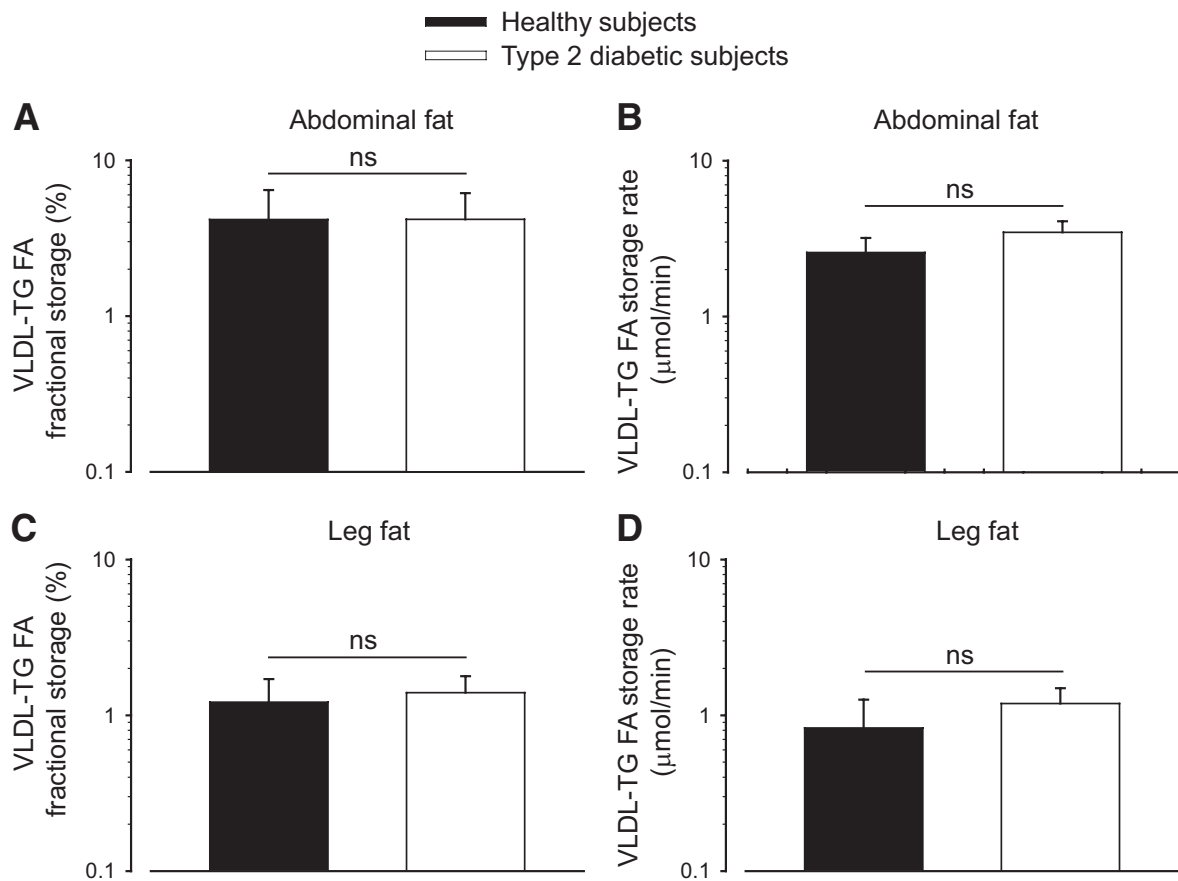 Healthy subjects
Type 2 diabetic subjects
A
Abdominal fat
VLDL-TG FA
fractional storage (%)
10
1
0.1
ns
B
Abdominal fat
VLDL-TG FA storage rate
(μmol/min)
10
1
0.1
ns
C
Leg fat
VLDL-TG FA
fractional storage (%)
10
1
0.1
ns
D
Leg fat
VLDL-TG FA storage rate
(μmol/min)
10
1
0.1
ns